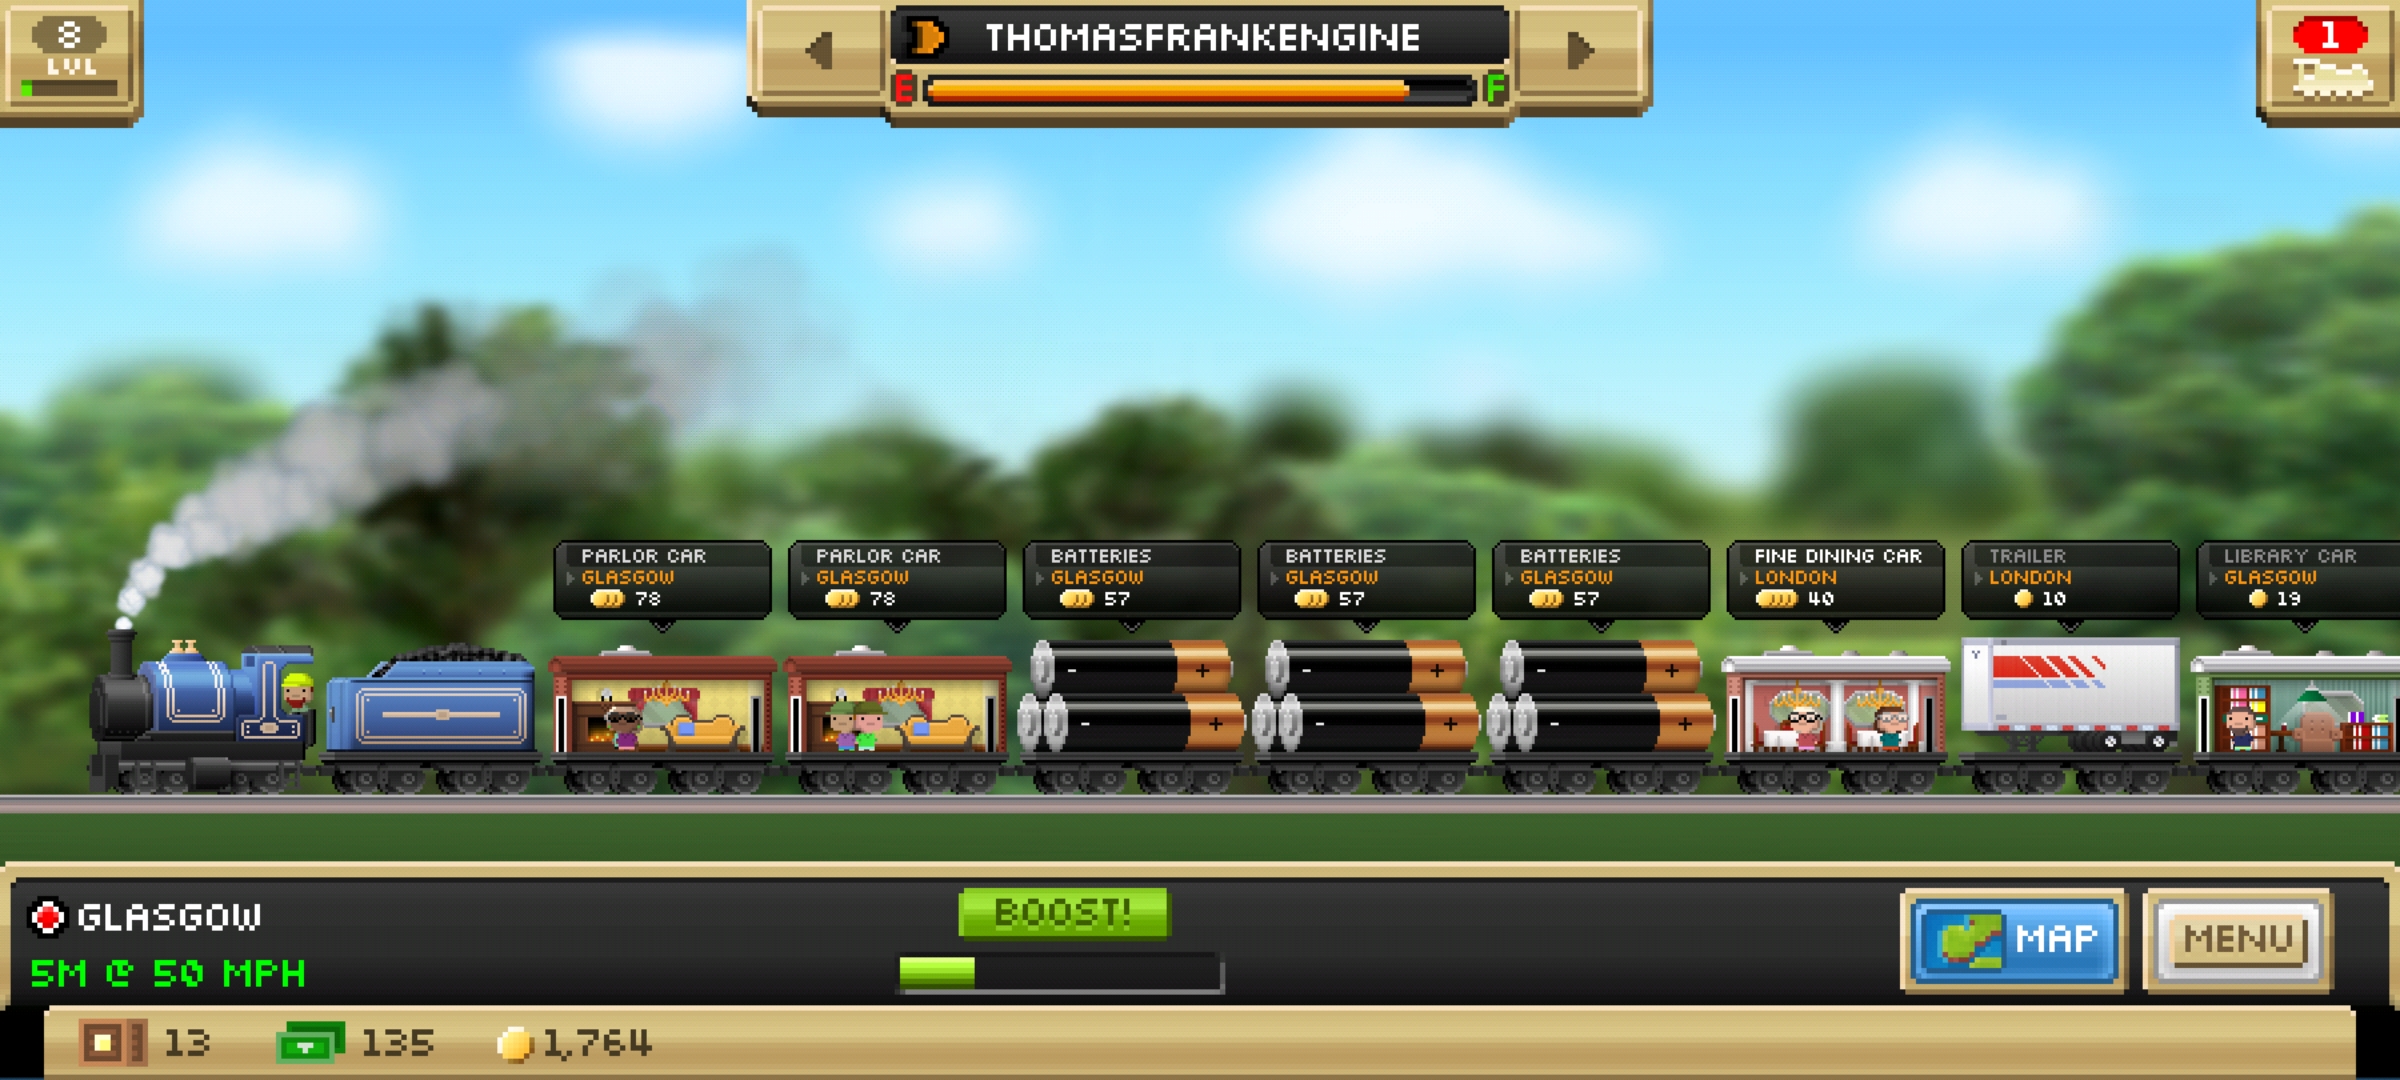 8
LVL
THOMASFRANKENGINE
E F
1
PARLOR CAR
GLASGOW
78
PARLOR CAR
GLASGOW
78
BATTERIES
GLASGOW
57
BATTERIES
GLASGOW
57
BATTERIES
GLASGOW
57
FINE DINING CAR
LONDON
40
TRAILER
LONDON
10
LIBRARY CAR
GLASGOW
19
- +
- +
- +
- +
- +
- +
GLASGOW
5M @ 50 MPH
BOOST!
MAP
MENU
13
135
1,764